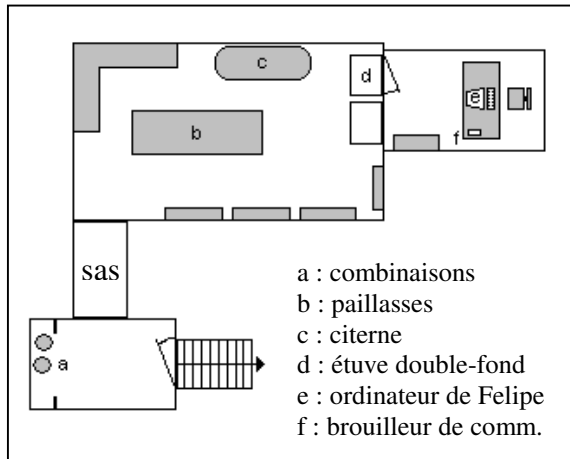 c
d
e
b
f
sas
a
a : combinaisons
b : paillasses
c : citerne
d : étuve double-fond
e : ordinateur de Felipe
f : brouilleur de comm.